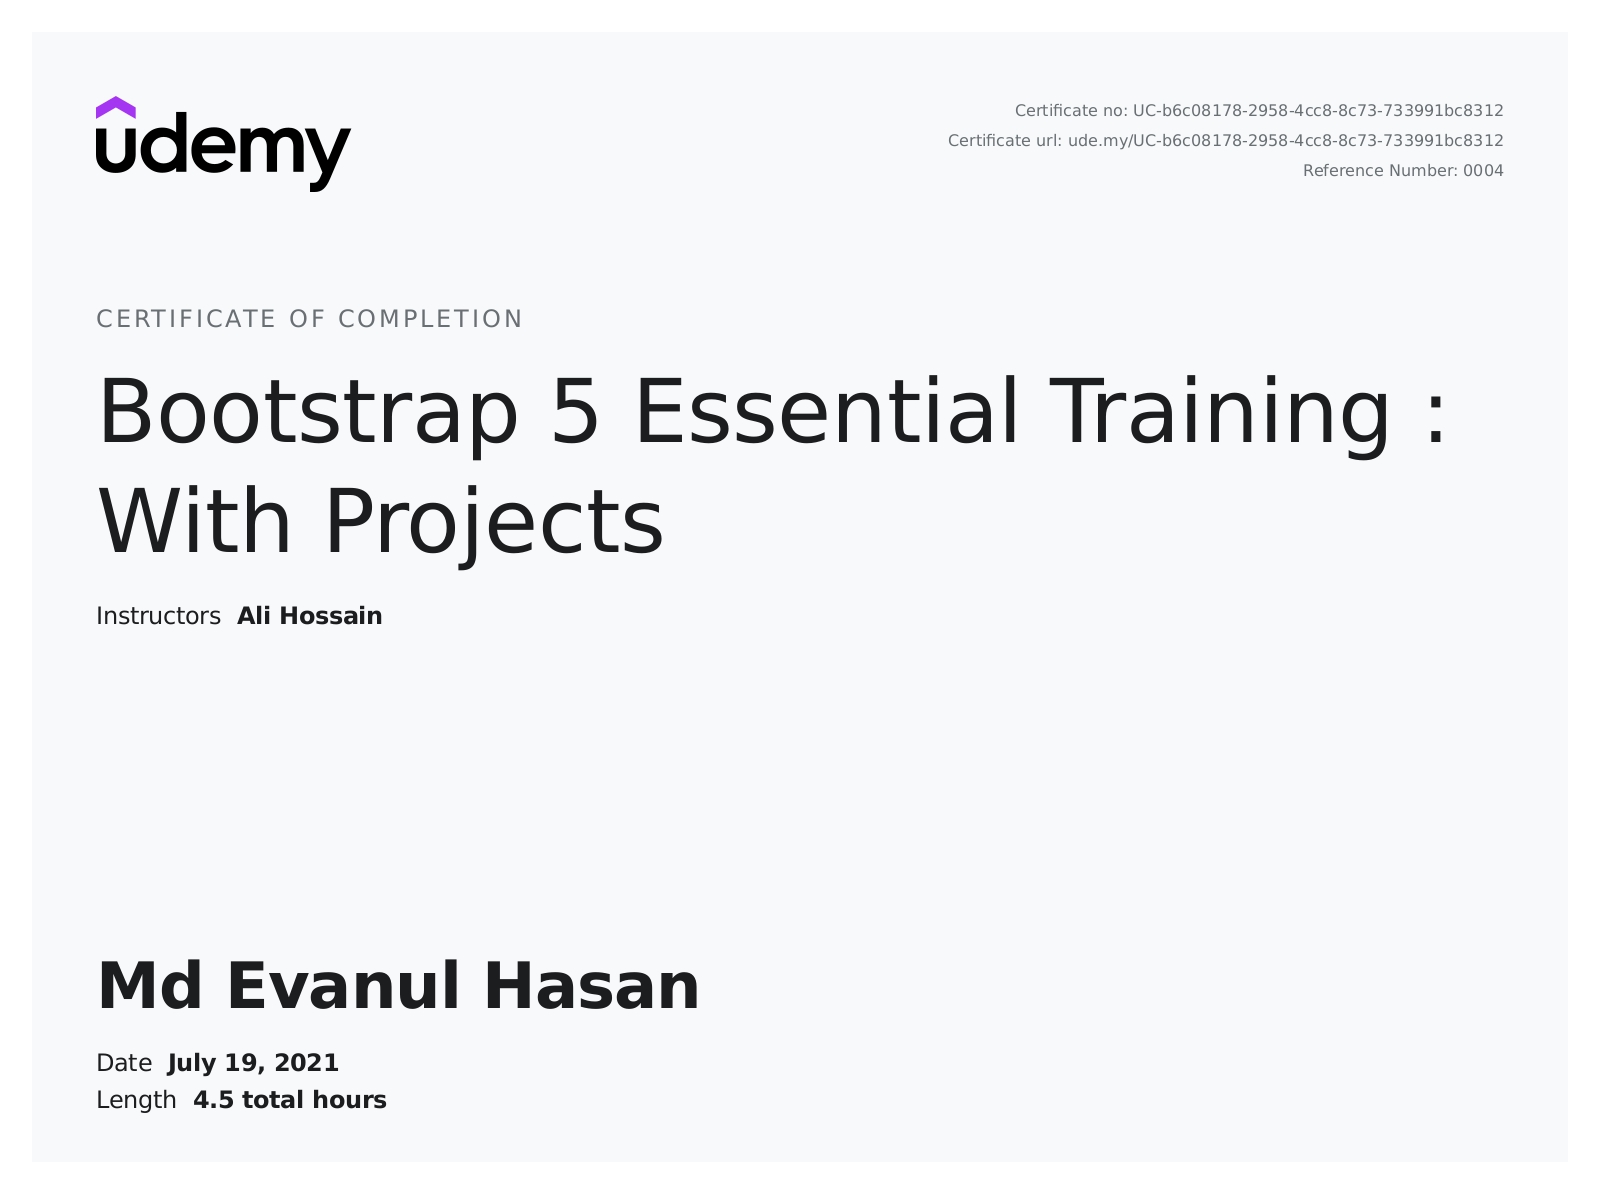 udemy
Certificate no: UC-b6c08178-2958-4cc8-8c73-733991bc8312
Certificate url: ude.my/UC-b6c08178-2958-4cc8-8c73-733991bc8312
Reference Number: 0004
CERTIFICATE OF COMPLETION
Bootstrap 5 Essential Training :
With Projects
Instructors Ali Hossain
Md Evanul Hasan
Date July 19, 2021
Length 4.5 total hours